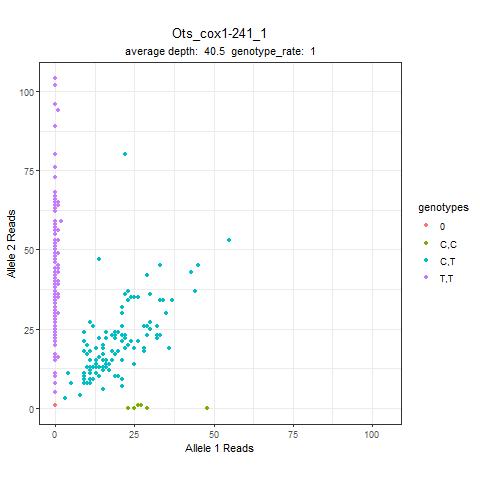 Ots_cox1-241_1
average depth: 40.5 genotype_rate: 1
100
75
50
25
0
Allele 2 Reads
0 25 50 75 100
Allele 1 Reads
genotypes
0
C,C
C,T
T,T